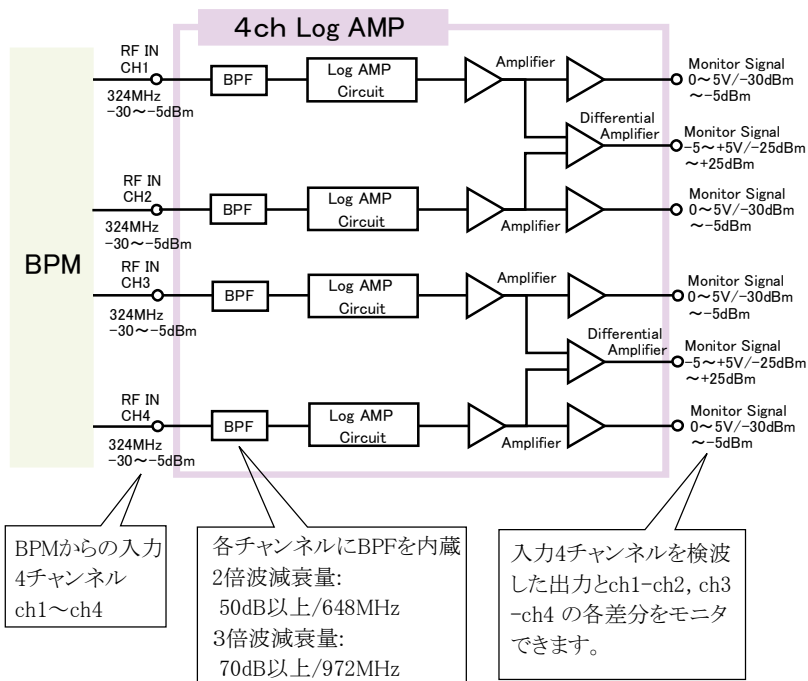 4ch Log AMP
BPM
RF IN
CH1
324MHz
-30～-5dBm
BPF
Log AMP
Circuit
Amplifier
Monitor Signal
0～5V/-30dBm
～-5dBm
Differential
Amplifier
Monitor Signal
-5～+5V/-25dBm
～+25dBm
RF IN
CH2
324MHz
-30～-5dBm
BPF
Log AMP
Circuit
Amplifier
Monitor Signal
0～5V/-30dBm
～-5dBm
RF IN
CH3
324MHz
-30～-5dBm
BPF
Log AMP
Circuit
Amplifier
Monitor Signal
0～5V/-30dBm
～-5dBm
Differential
Amplifier
Monitor Signal
-5～+5V/-25dBm
～+25dBm
RF IN
CH4
324MHz
-30～-5dBm
BPF
Log AMP
Circuit
Amplifier
Monitor Signal
0～5V/-30dBm
～-5dBm
BPMからの入力
4チャンネル
ch1～ch4
各チャンネルにBPFを内蔵
2倍波減衰量:
50dB以上/648MHz
3倍波減衰量:
70dB以上/972MHz
入力4チャンネルを検波
した出力とch1-ch2, ch3
-ch4 の各差分をモニタ
できます。